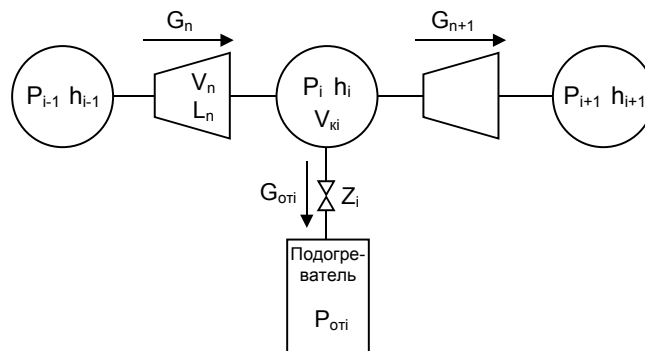 Gn Gn+1
Pi-1 hi-1 Vn Ln Pi hi Vкi Pi+1 hi+1
Gотi Zi
Подогре-
ватель
Pотi